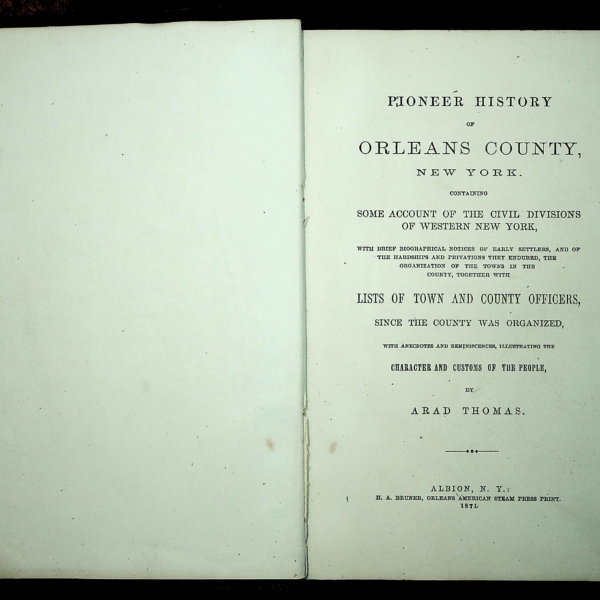 PIONEER HISTORY
OF
ORLEANS COUNTY,
NEW YORK.
CONTAINING
SOME ACCOUNT OF THE CIVIL DIVISIONS
OF WESTERN NEW YORK,
WITH BRIEF BIOGRAPHICAL NOTICES OF EARLY SETTLERS, AND OF
THE HARDSHIPS AND PRIVATIONS THEY ENDURED, THE
ORGANIZATION OF THE TOWNS IN THE
COUNTY, TOGETHER WITH
LISTS OF TOWN AND COUNTY OFFICERS,
SINCE THE COUNTY WAS ORGANIZED,
WITH ANECDOTES AND REMINISCENCES, ILLUSTRATING THE
CHARACTER AND CUSTOMS OF THE PEOPLE,
BY
ARAD THOMAS.
ALBION, N. Y.:
H. A. BRUNER, ORLEANS AMERICAN STEAM PRESS PRINT.
1871.